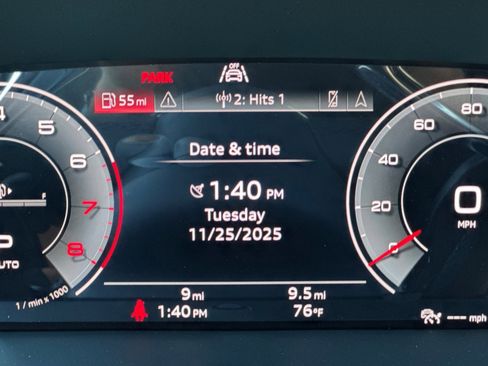 OFF
PARK
55 mi
2: Hits 1
Date & time
1:40 PM
Tuesday
11/25/2025
9 mi
9.5 mi
1:40 PM
76°F
4
5
6
7
8
1 / min x 1000
F
P
AUTO
80
60
40
20
0
0
MPH
--- mph